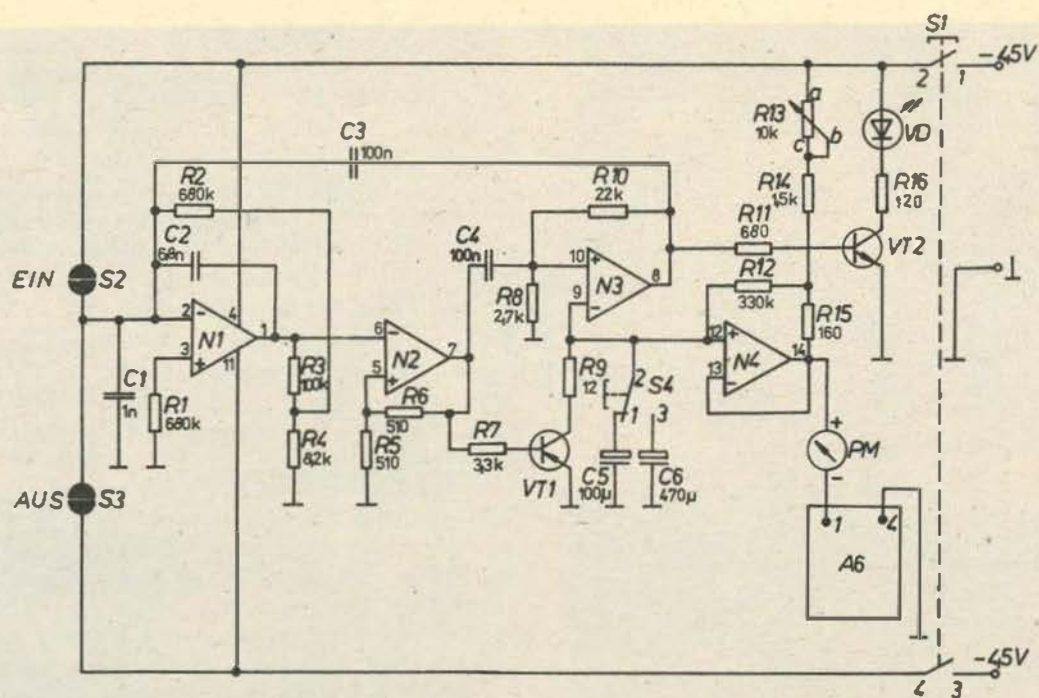 S1
-45V
2 1
a
R13
10k
b
c
VD
C3
100n
R2
680k
R10
22k
R14
1,5k
R16
120
C2
68n
C4
100n
R11
680
VT2
EIN S2
10 +
N3
8
9 -
R8
2,7k
R12
330k
⊥
2 -
4
N1
1
3 +
11
6 -
N2
7
5 +
R15
160
12 +
N4
14
13 -
C1
1n
R3
100k
R9
12
2 S4
1 3
R1
680k
R6
510
R4
8,2k
R5
510
R7
3,3k
VT1
C5
100µ
C6
470µ
+
PM
-
AUS S3
1 4
A6
-45V
4 3